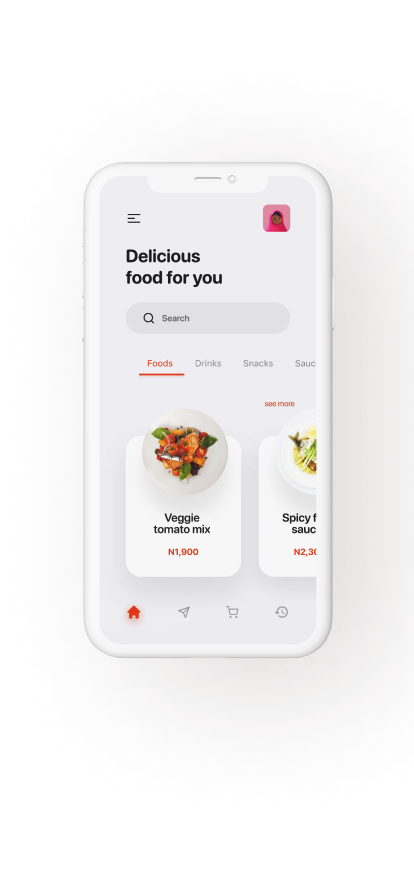 Delicious
food for you
Search
Foods Drinks Snacks Sauc
see more
Veggie
tomato mix
N1,900
Spicy f
sauc
N2,30